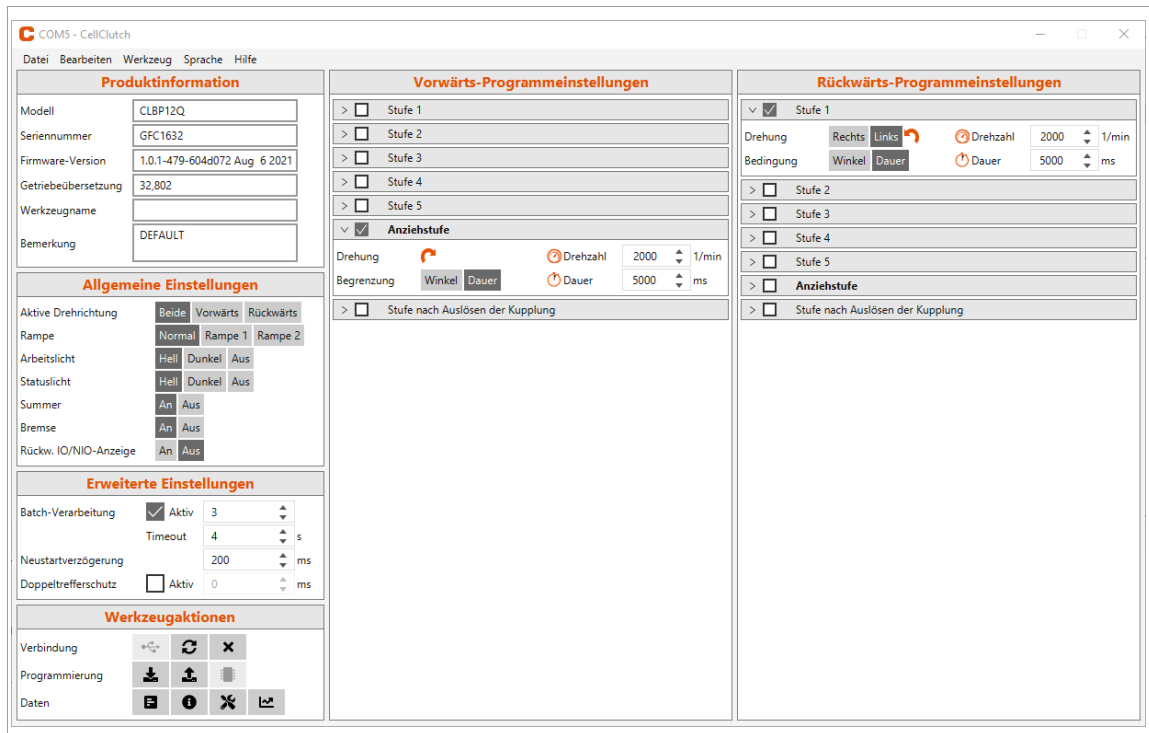 COM5 - CellClutch
Datei Bearbeiten Werkzeug Sprache Hilfe
Produktinformation
Modell CLBP12Q
Seriennummer GFC1632
Firmware-Version 1.0.1-479-604d072 Aug 6 2021
Getriebeübersetzung 32,802
Werkzeugname
Bemerkung DEFAULT
Allgemeine Einstellungen
Aktive Drehrichtung Beide Vorwärts Rückwärts
Rampe Normal Rampe 1 Rampe 2
Arbeitslicht Hell Dunkel Aus
Statuslicht Hell Dunkel Aus
Summer An Aus
Bremse An Aus
Rückw. IO/NIO-Anzeige An Aus
Erweiterte Einstellungen
Batch-Verarbeitung Aktiv 3
Timeout 4 s
Neustartverzögerung 200 ms
Doppeltrefferschutz Aktiv 0 ms
Werkzeugaktionen
Verbindung
Programmierung
Daten
Vorwärts-Programmeinstellungen
Stufe 1
Stufe 2
Stufe 3
Stufe 4
Stufe 5
Anziehstufe
Drehung Drehzahl 2000 1/min
Begrenzung Winkel Dauer Dauer 5000 ms
Stufe nach Auslösen der Kupplung
Rückwärts-Programmeinstellungen
Stufe 1
Drehung Rechts Links Drehzahl 2000 1/min
Bedingung Winkel Dauer Dauer 5000 ms
Stufe 2
Stufe 3
Stufe 4
Stufe 5
Anziehstufe
Stufe nach Auslösen der Kupplung